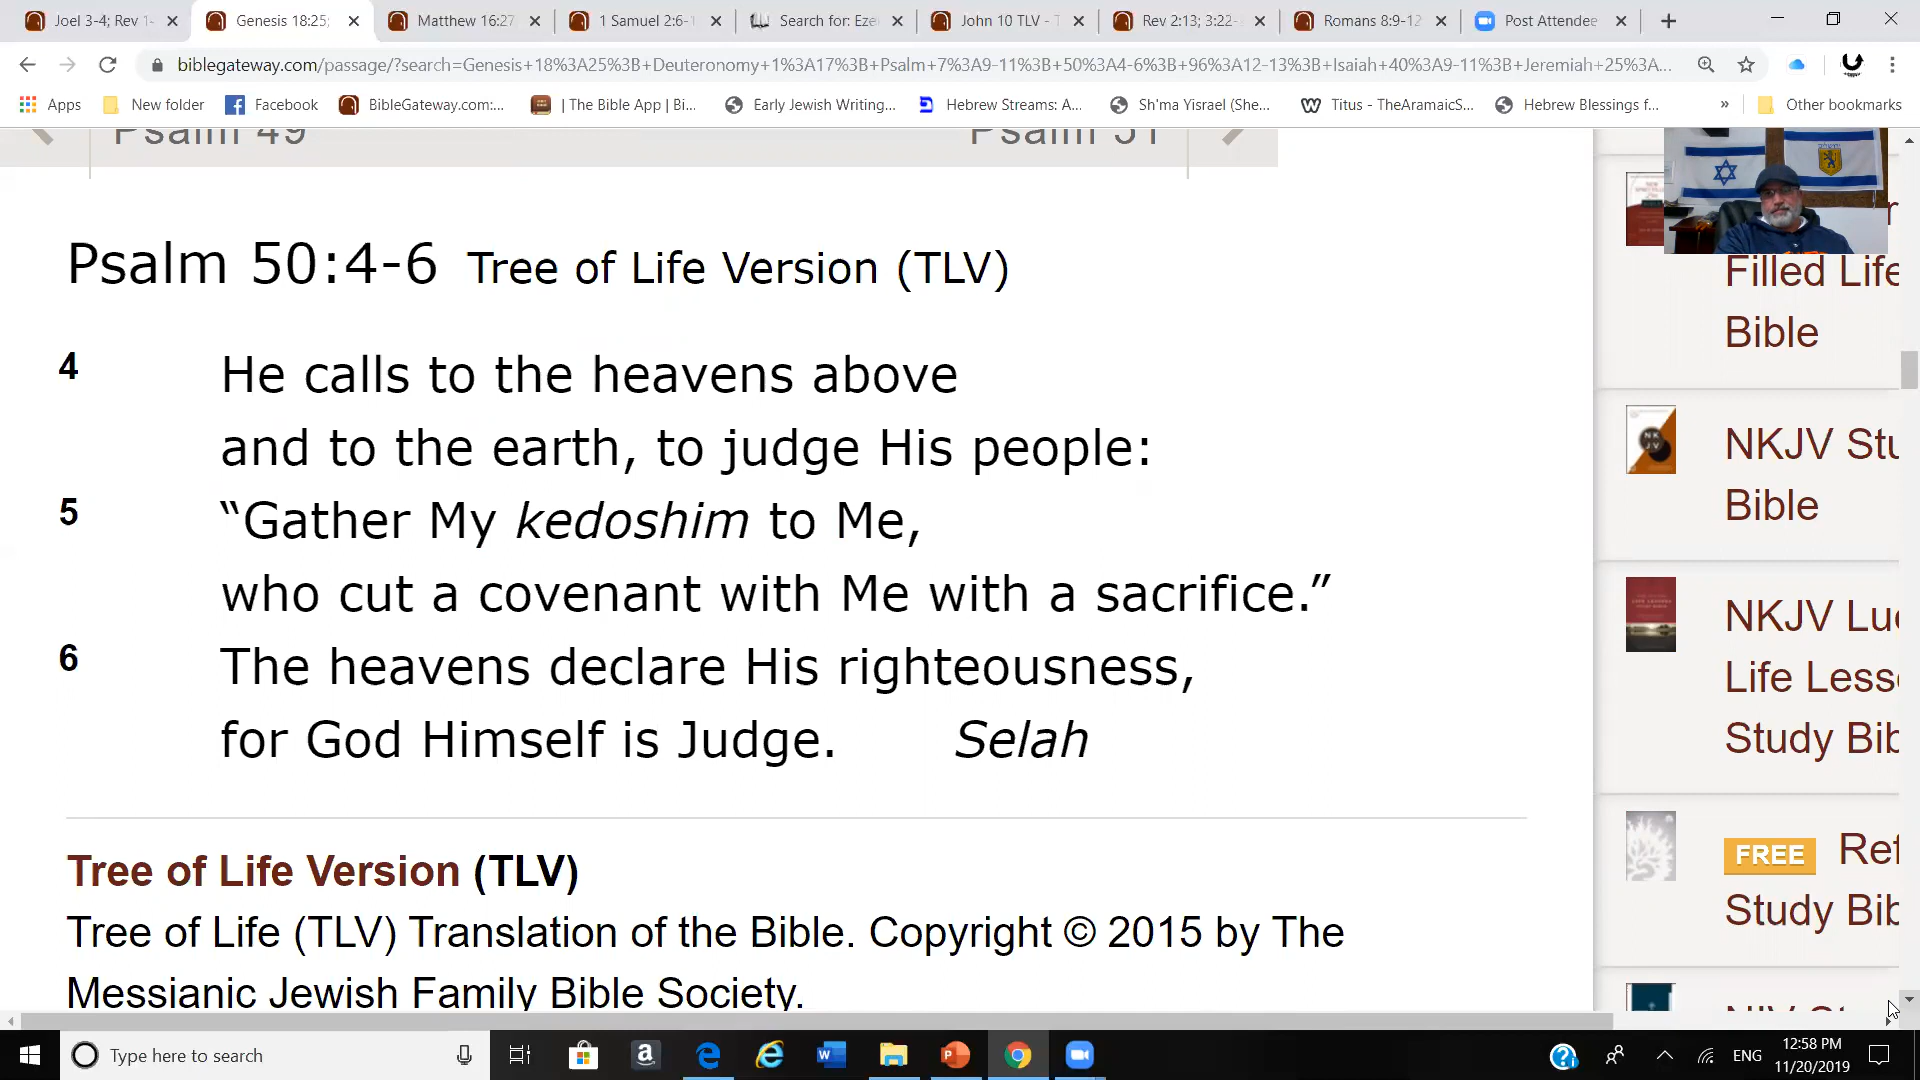 Joel 3-4; Rev 1-
Genesis 18:25;
Matthew 16:27
1 Samuel 2:6-1
Search for: Eze
John 10 TLV - T
Rev 2:13; 3:22-
Romans 8:9-12
Post Attendee
biblegateway.com/passage/?search=Genesis+18%3A25%3B+Deuteronomy+1%3A17%3B+Psalm+7%3A9-11%3B+50%3A4-6%3B+96%3A12-13%3B+Isaiah+40%3A9-11%3B+Jeremiah+25%3A...
Apps
New folder
Facebook
BibleGateway.com:...
| The Bible App | Bi...
Early Jewish Writing...
Hebrew Streams: A...
Sh'ma Yisrael (She...
Titus - TheAramaicS...
Hebrew Blessings f...
»
Other bookmarks
Psalm 49
Psalm 51
Psalm 50:4-6 Tree of Life Version (TLV)
4 He calls to the heavens above
and to the earth, to judge His people:
5 “Gather My kedoshim to Me,
who cut a covenant with Me with a sacrifice.”
6 The heavens declare His righteousness,
for God Himself is Judge. Selah
Tree of Life Version (TLV)
Tree of Life (TLV) Translation of the Bible. Copyright © 2015 by The
Messianic Jewish Family Bible Society.
Filled Life
Bible
NKJV Stu
Bible
NKJV Luc
Life Lesso
Study Bib
FREE Ref
Study Bib
Type here to search
ENG
12:58 PM
11/20/2019